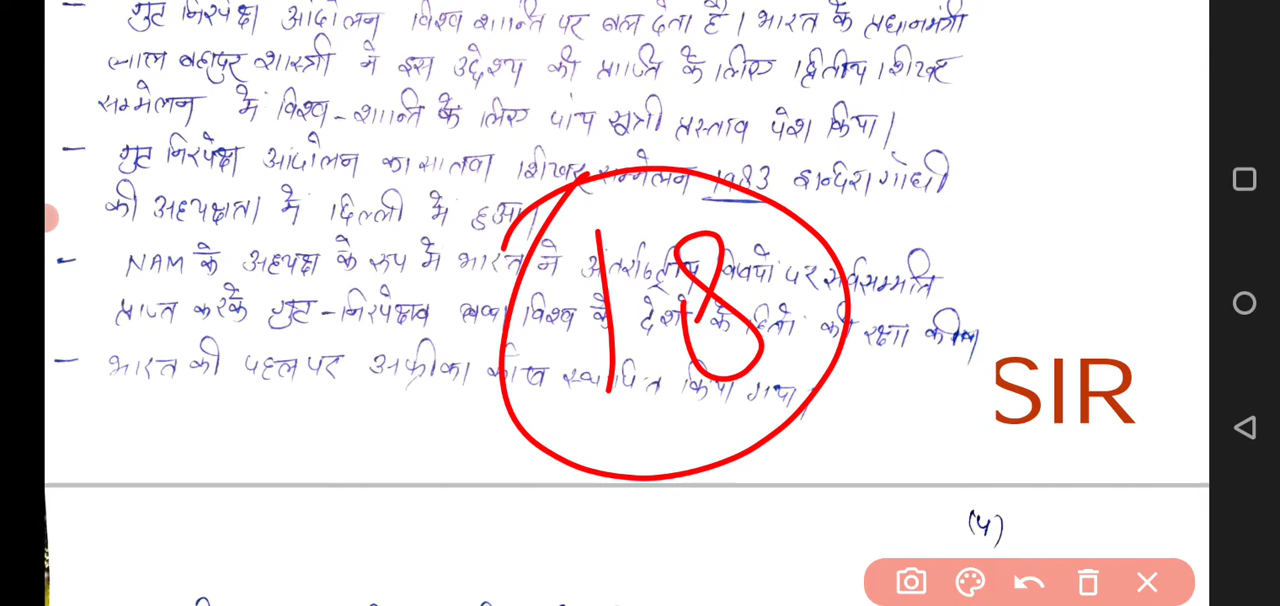 - गुट निरपेक्ष आंदोलन विश्व शान्ति पर बल देता है। भारत के प्रधानमंत्री
लाल बहादुर शास्त्री ने इस उद्देश्य की प्राप्ति के लिए द्वितीय शिखर
सम्मेलन में विश्व-शान्ति के लिए पांच सूत्री प्रस्ताव पेश किया।
- गुट निरपेक्ष आंदोलन का सातवा शिखर सम्मेलन 1983 इन्दिरा गांधी
की अध्यक्षता में दिल्ली में हुआ।
- NAM के अध्यक्ष के रूप में भारत ने अंतर्राष्ट्रीय विषयों पर सर्वसम्मति
प्राप्त करके गुट-निरपेक्ष तथा विश्व के देशों के हितों की रक्षा की
- भारत की पहल पर अफ्रीका कोष स्थापित किया गया।
18
SIR
(4)